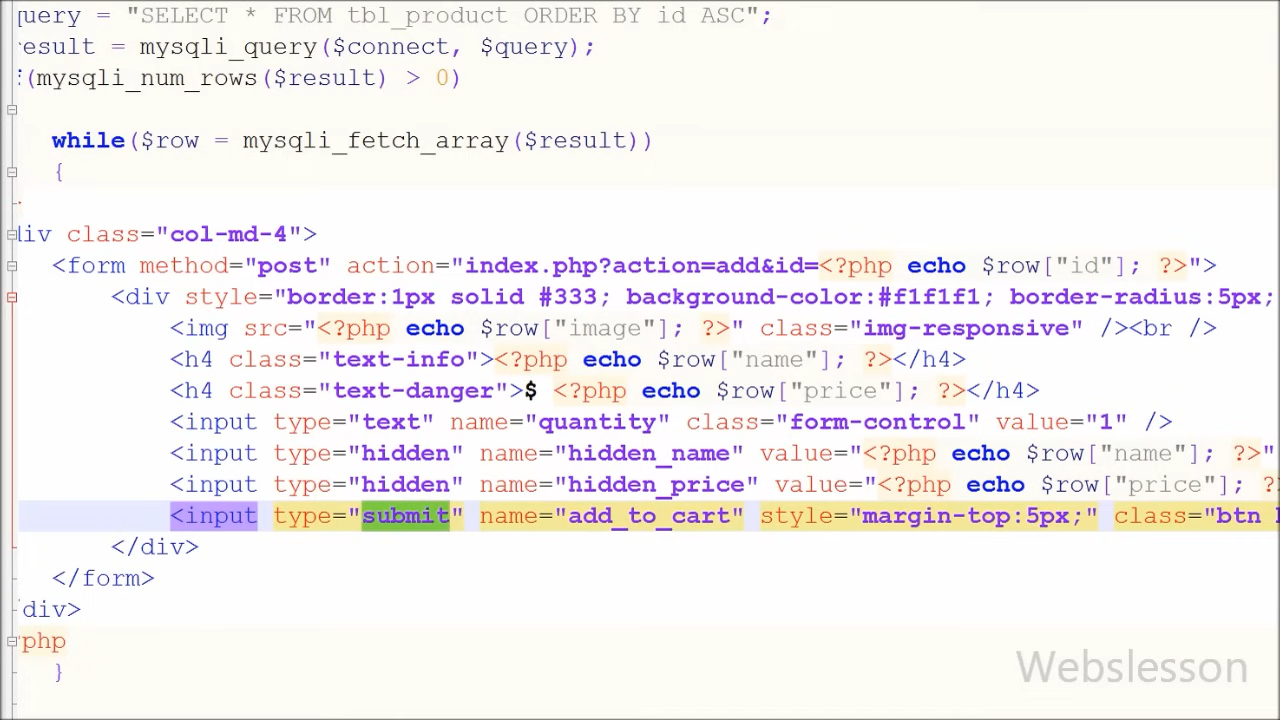 query = "SELECT * FROM tbl_product ORDER BY id ASC";
result = mysqli_query($connect, $query);
(mysqli_num_rows($result) > 0)
while($row = mysqli_fetch_array($result))
{
div class="col-md-4">
<form method="post" action="index.php?action=add&id=<?php echo $row["id"]; ?>">
<div style="border:1px solid #333; background-color:#f1f1f1; border-radius:5px;
<img src="<?php echo $row["image"]; ?>" class="img-responsive" /><br />
<h4 class="text-info"><?php echo $row["name"]; ?></h4>
<h4 class="text-danger">$ <?php echo $row["price"]; ?></h4>
<input type="text" name="quantity" class="form-control" value="1" />
<input type="hidden" name="hidden_name" value="<?php echo $row["name"]; ?>"
<input type="hidden" name="hidden_price" value="<?php echo $row["price"]; ?
<input type="submit" name="add_to_cart" style="margin-top:5px;" class="btn
</div>
</form>
div>
php
}
Webslesson